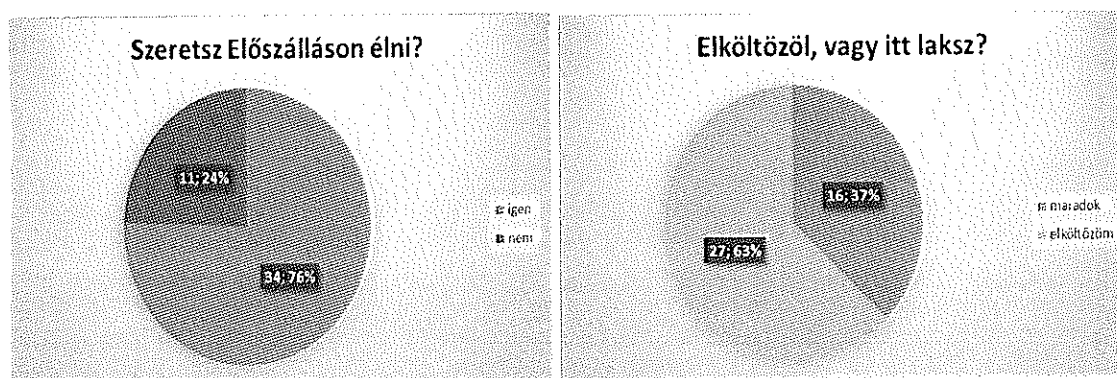 Szeretsz Előszálláson élni?
11; 24%
34; 76%
igen
nem
Elköltözöl, vagy itt laksz?
16; 37%
27; 63%
maradok
elköltözöm